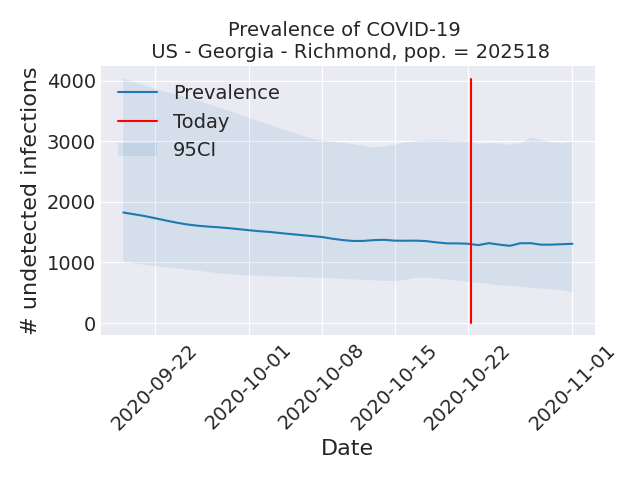 Prevalence of COVID-19
US - Georgia - Richmond, pop. = 202518
# undetected infections
4000
3000
2000
1000
0
Prevalence
Today
95CI
2020-09-22
2020-10-01
2020-10-08
2020-10-15
2020-10-22
2020-11-01
Date